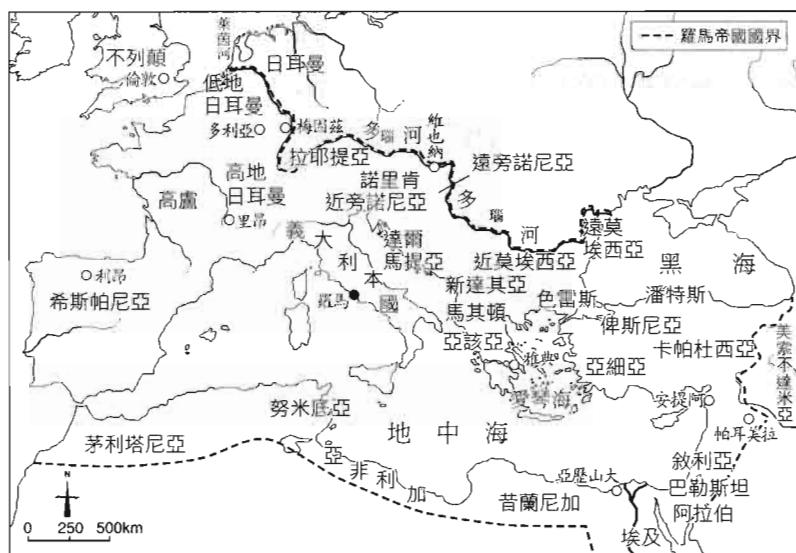 羅馬帝國國界
萊茵河
不列顛
倫敦
日耳曼
低地
日耳曼
多利亞
梅因茲
多瑙河
維也納
拉耶提亞
遠旁諾尼亞
諾里肯
近旁諾尼亞
高地
日耳曼
高盧
里昂
多瑙河
遠莫
埃西亞
義大利本國
達爾
馬提亞
近莫埃西亞
黑海
利昂
希斯帕尼亞
新達其亞
色雷斯
潘特斯
羅馬
馬其頓
俾斯尼亞
卡帕杜西亞
美索不達米亞
亞該亞
雅典
亞細亞
愛琴海
安提阿
努米底亞
地中海
帕耳美拉
茅利塔尼亞
敘利亞
亞非利加
亞歷山大
巴勒斯坦
昔蘭尼加
阿拉伯
埃及
N
0 250 500km